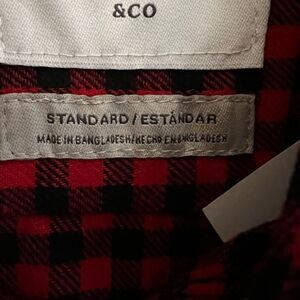 &CO
STANDARD/ESTÁNDAR
MADE IN BANGLADESH/HECHO EN BANGLADESH